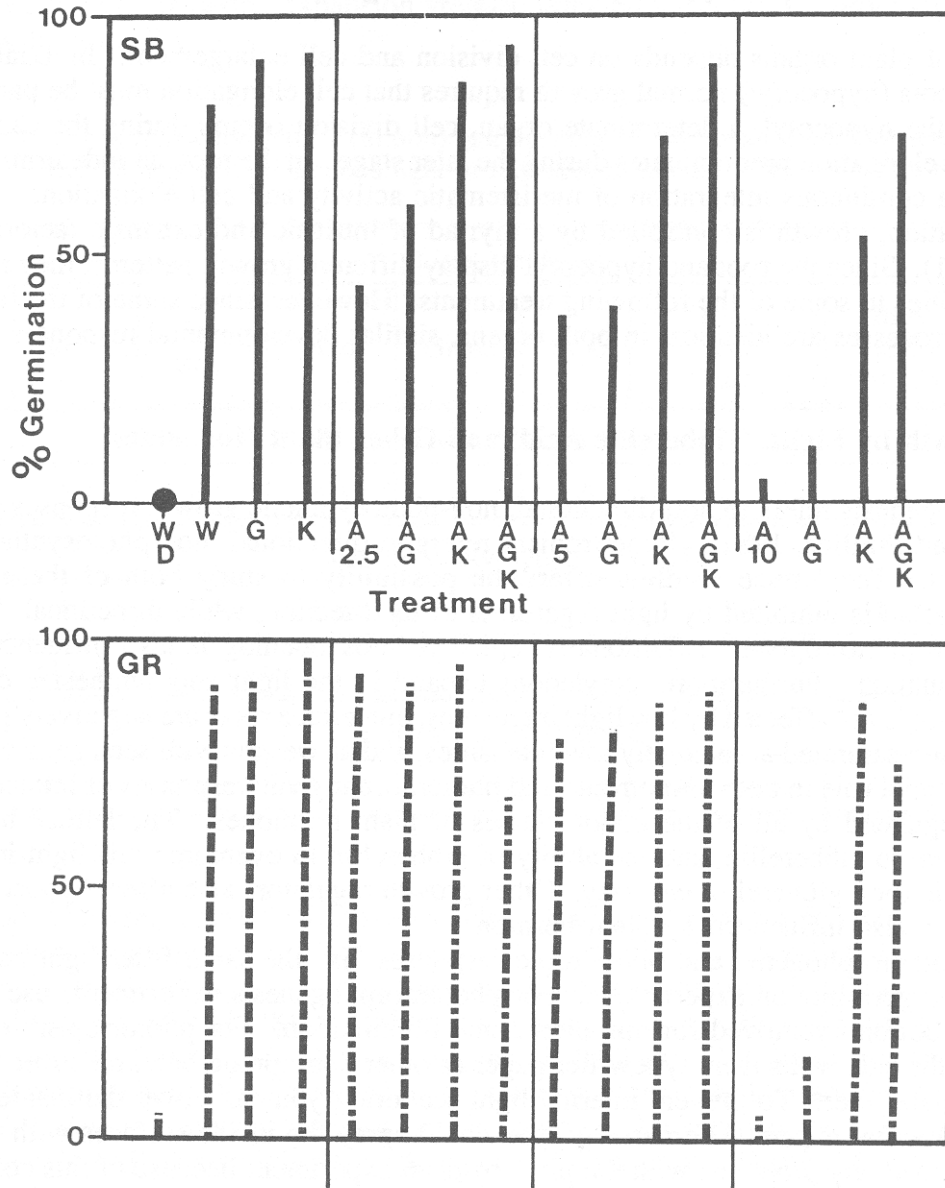 100
SB
50
% Germination
0
W W G K A A A A A A A A A A A A
D 2.5 G K G 5 G K G 10 G K G
K K K
Treatment
100
GR
50
0